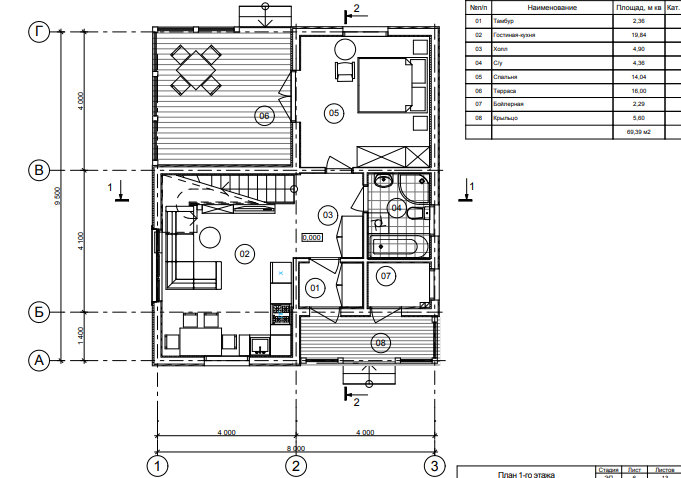 №п/п Наименование Площад, м кв Кат.
01 Тамбур 2,36
02 Гостиная-кухня 19,84
03 Холл 4,90
04 С/у 4,36
05 Спальня 14,04
06 Терраса 16,00
07 Бойлерная 2,29
08 Крыльцо 5,60
69,39 м2
2
Г
4 000
06
05
В
1
1
9 500
03
04
0,000
4 100
02
01
07
Б
1 400
08
А
2
4 000
4 000
8 000
1
2
3
План 1-го этажа
Стадия Лист Листов
ЭП 6 13